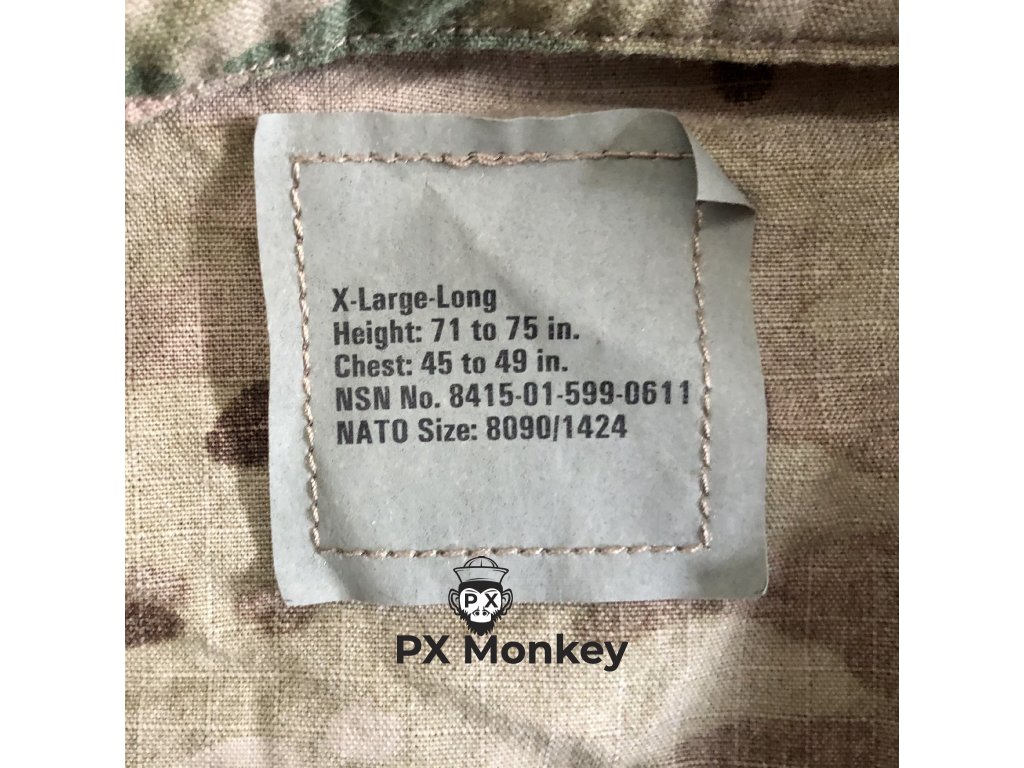 X-Large-Long
Height: 71 to 75 in.
Chest: 45 to 49 in.
NSN No. 8415-01-599-0611
NATO Size: 8090/1424
PX
PX Monkey